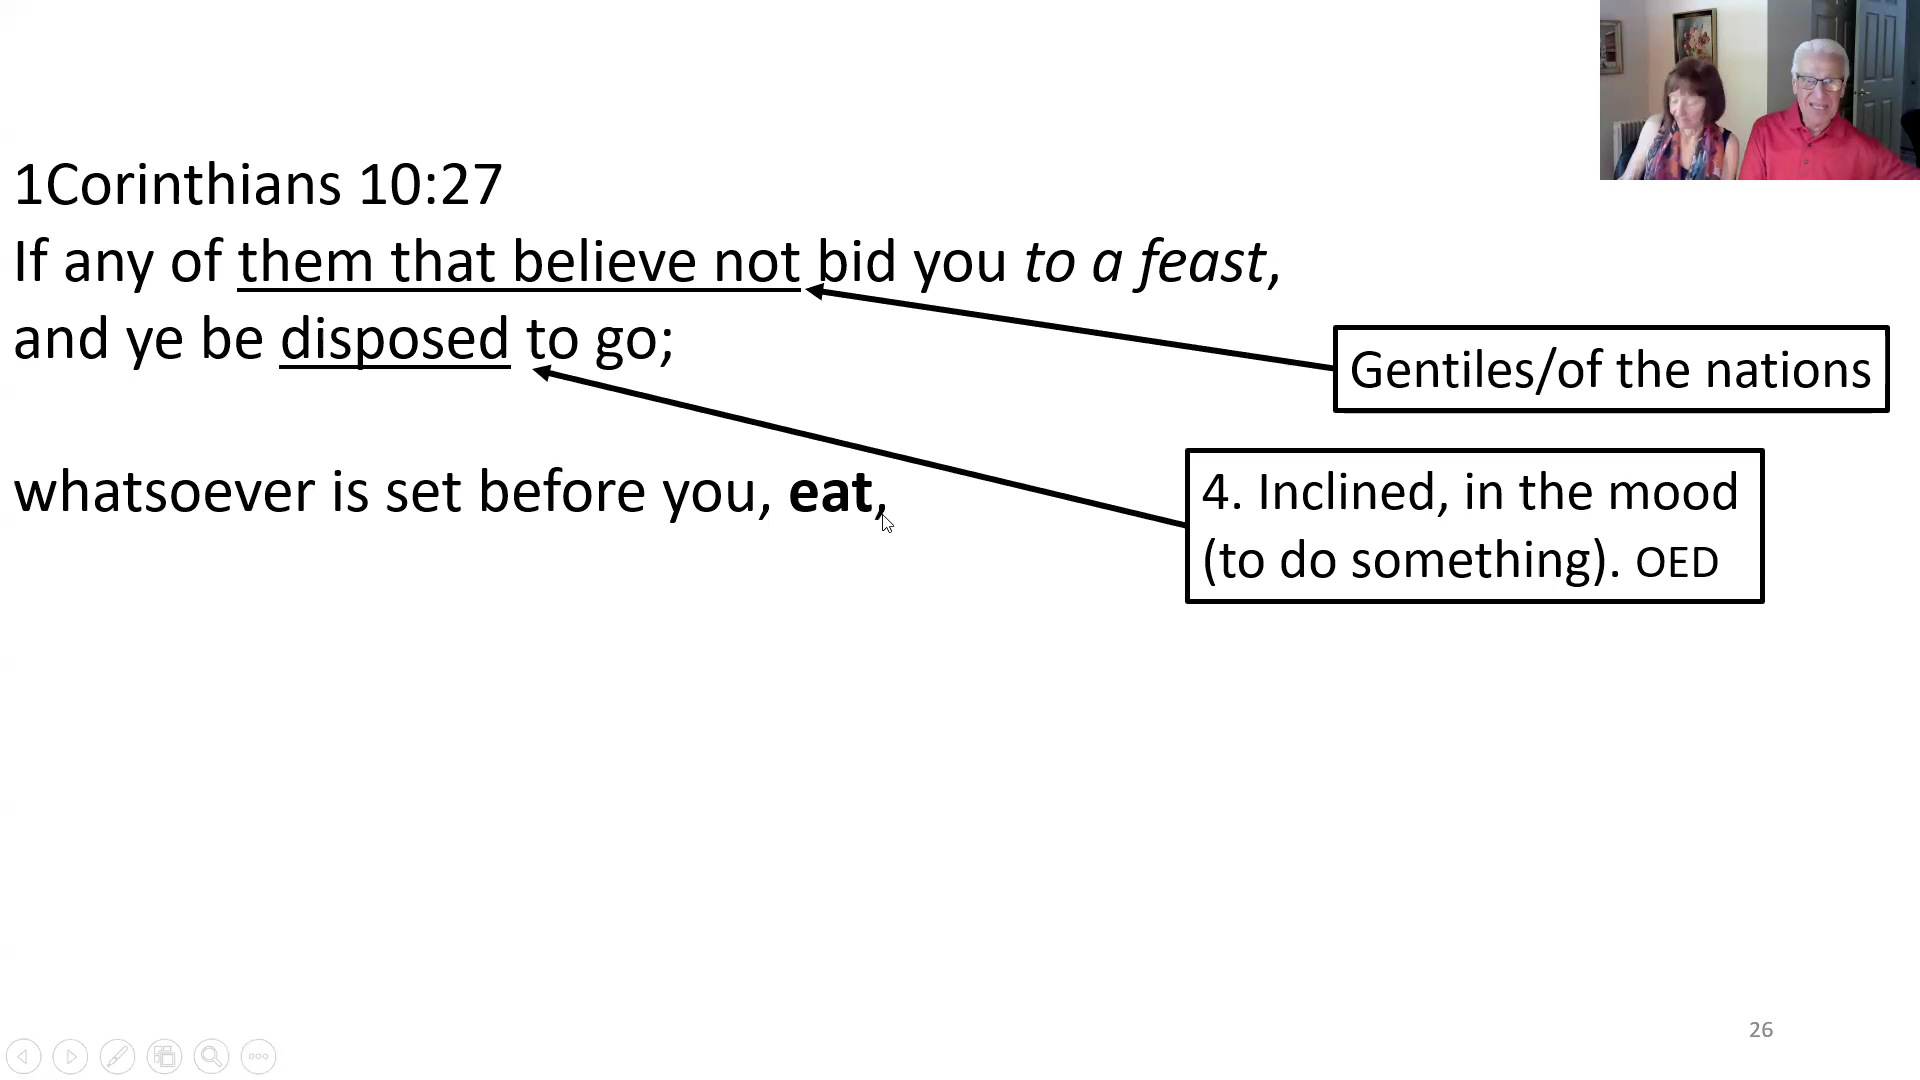 1Corinthians 10:27
If any of them that believe not bid you to a feast,
and ye be disposed to go;
Gentiles/of the nations
whatsoever is set before you, eat,
4. Inclined, in the mood
(to do something). OED
26